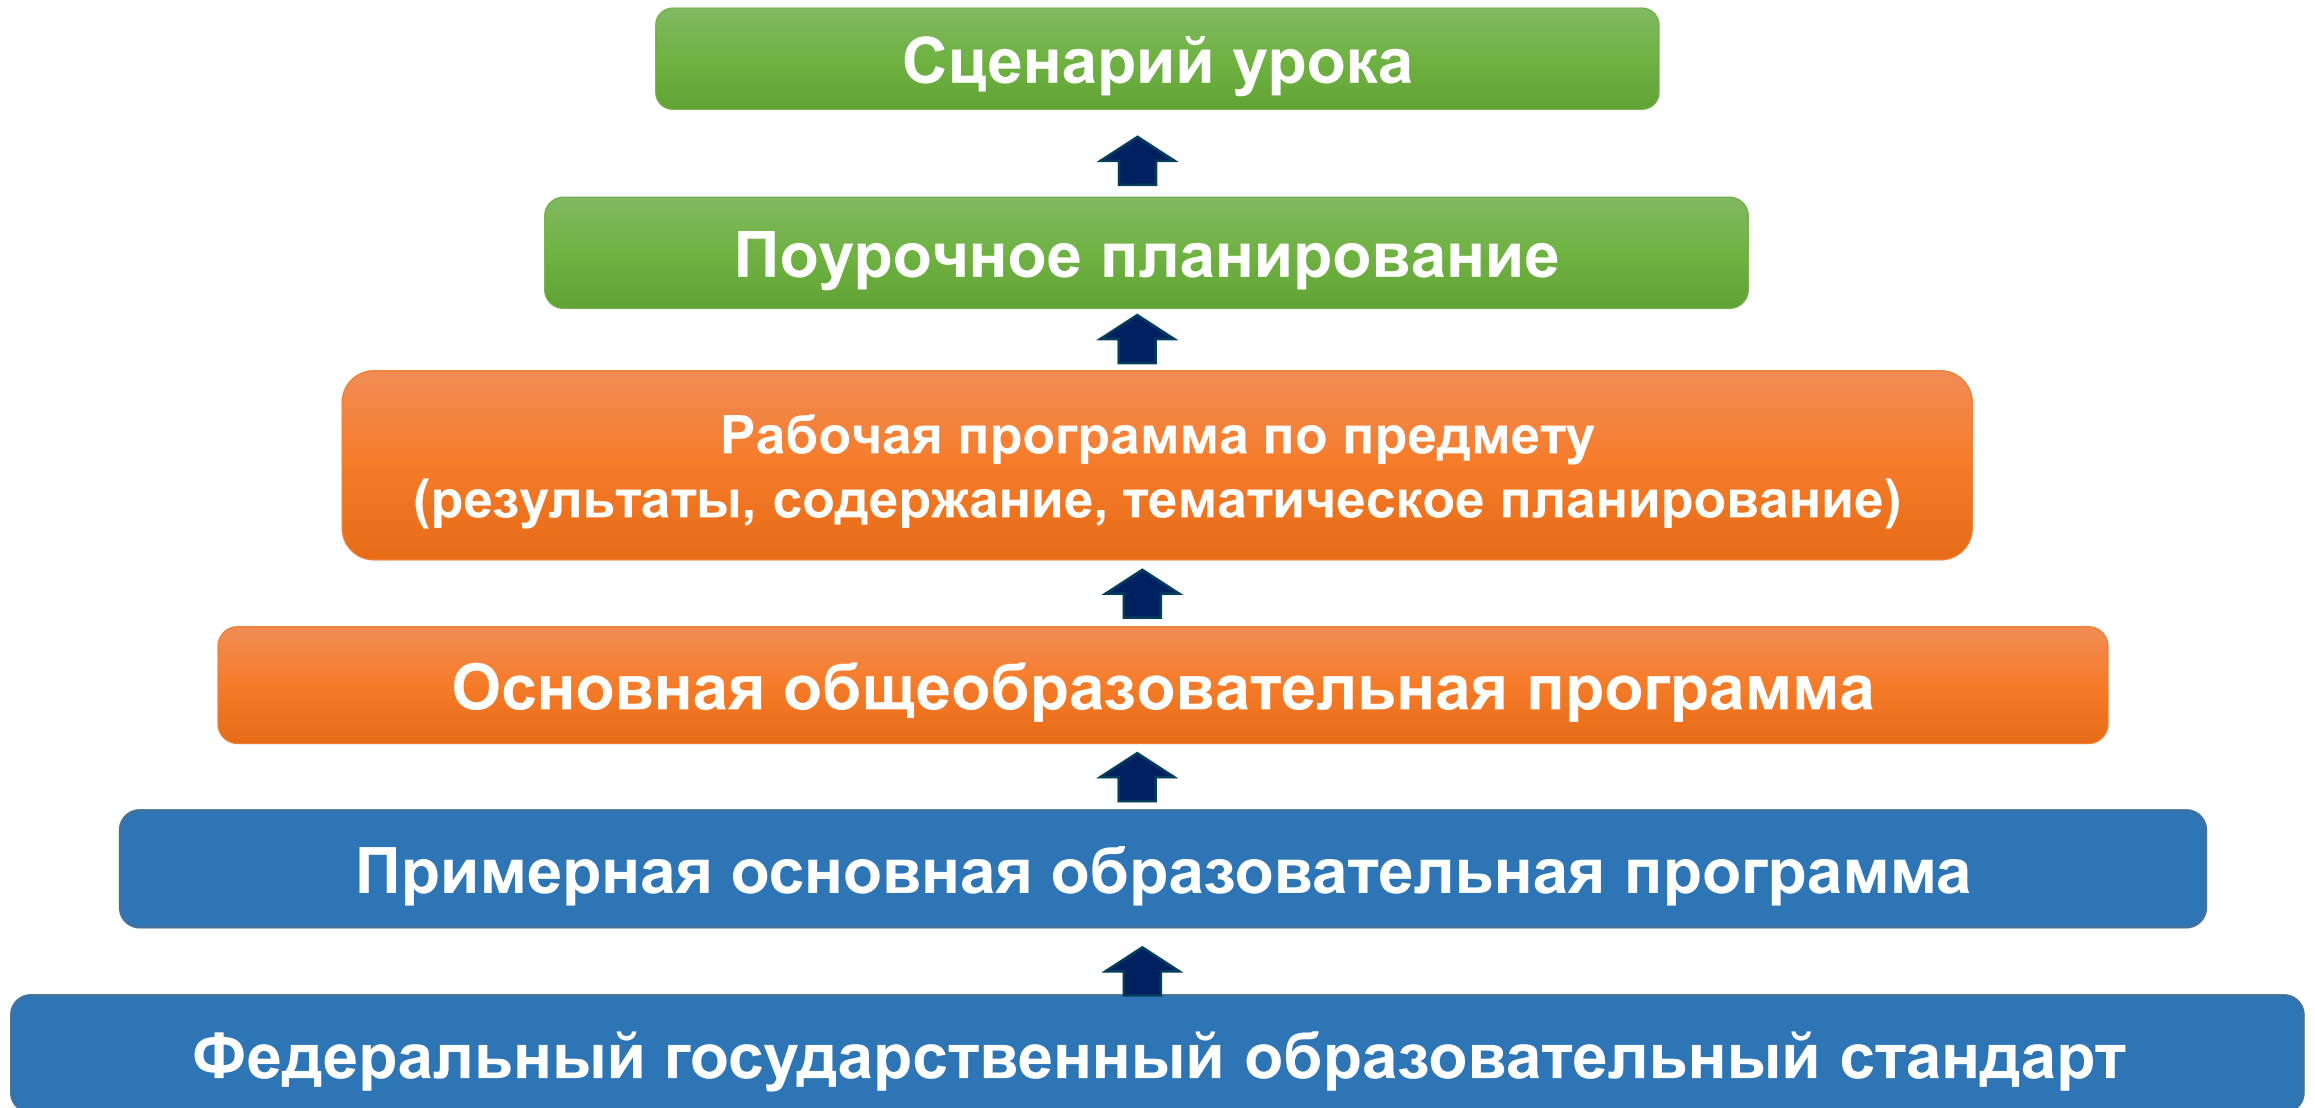 Сценарий урока
Поурочное планирование
Рабочая программа по предмету
(результаты, содержание, тематическое планирование)
Основная общеобразовательная программа
Примерная основная образовательная программа
Федеральный государственный образовательный стандарт